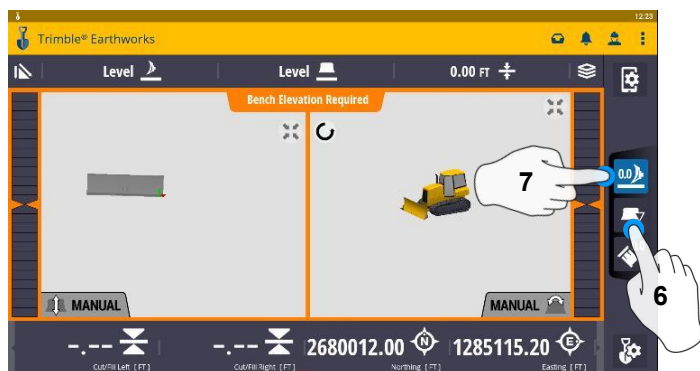 12:23
Trimble® Earthworks
Level Level 0.00 FT
Bench Elevation Required
7
0.0
6
MANUAL MANUAL
-.-- -.-- 2680012.00 N 1285115.20 E
Cut/Fill Left [FT] Cut/Fill Right [FT] Northing [FT] Easting [FT]